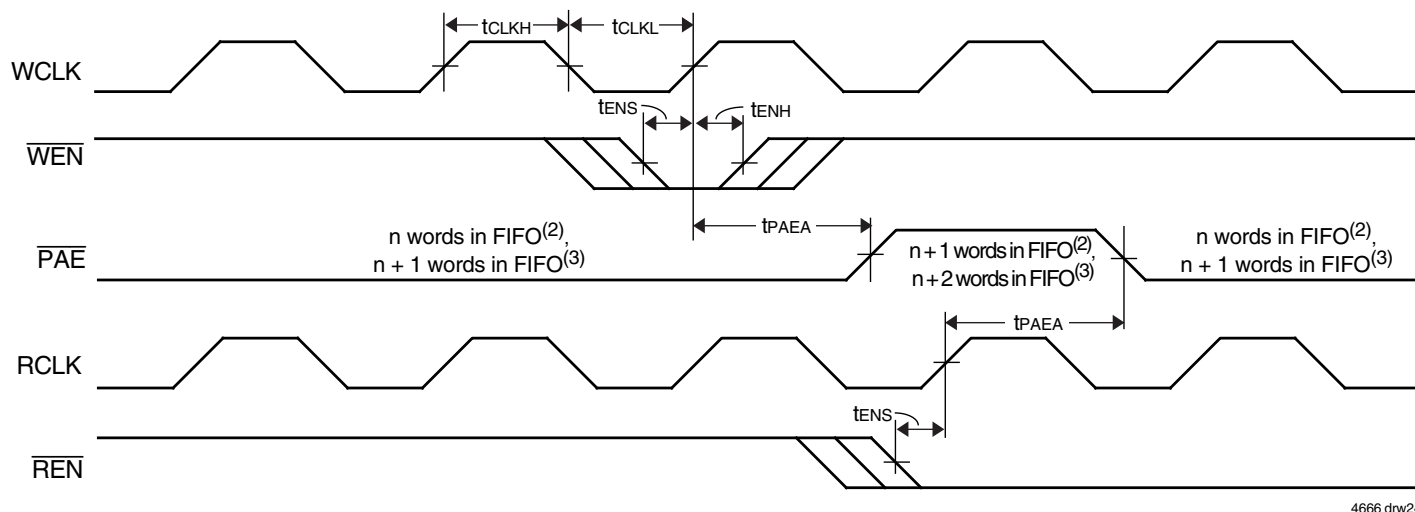 tCLKH tCLKL
WCLK
tENS tENH
WEN
tPAEA
PAE
n words in FIFO(2),
n + 1 words in FIFO(3)
n + 1 words in FIFO(2),
n + 2 words in FIFO(3)
n words in FIFO(2),
n + 1 words in FIFO(3)
tPAEA
RCLK
tENS
REN